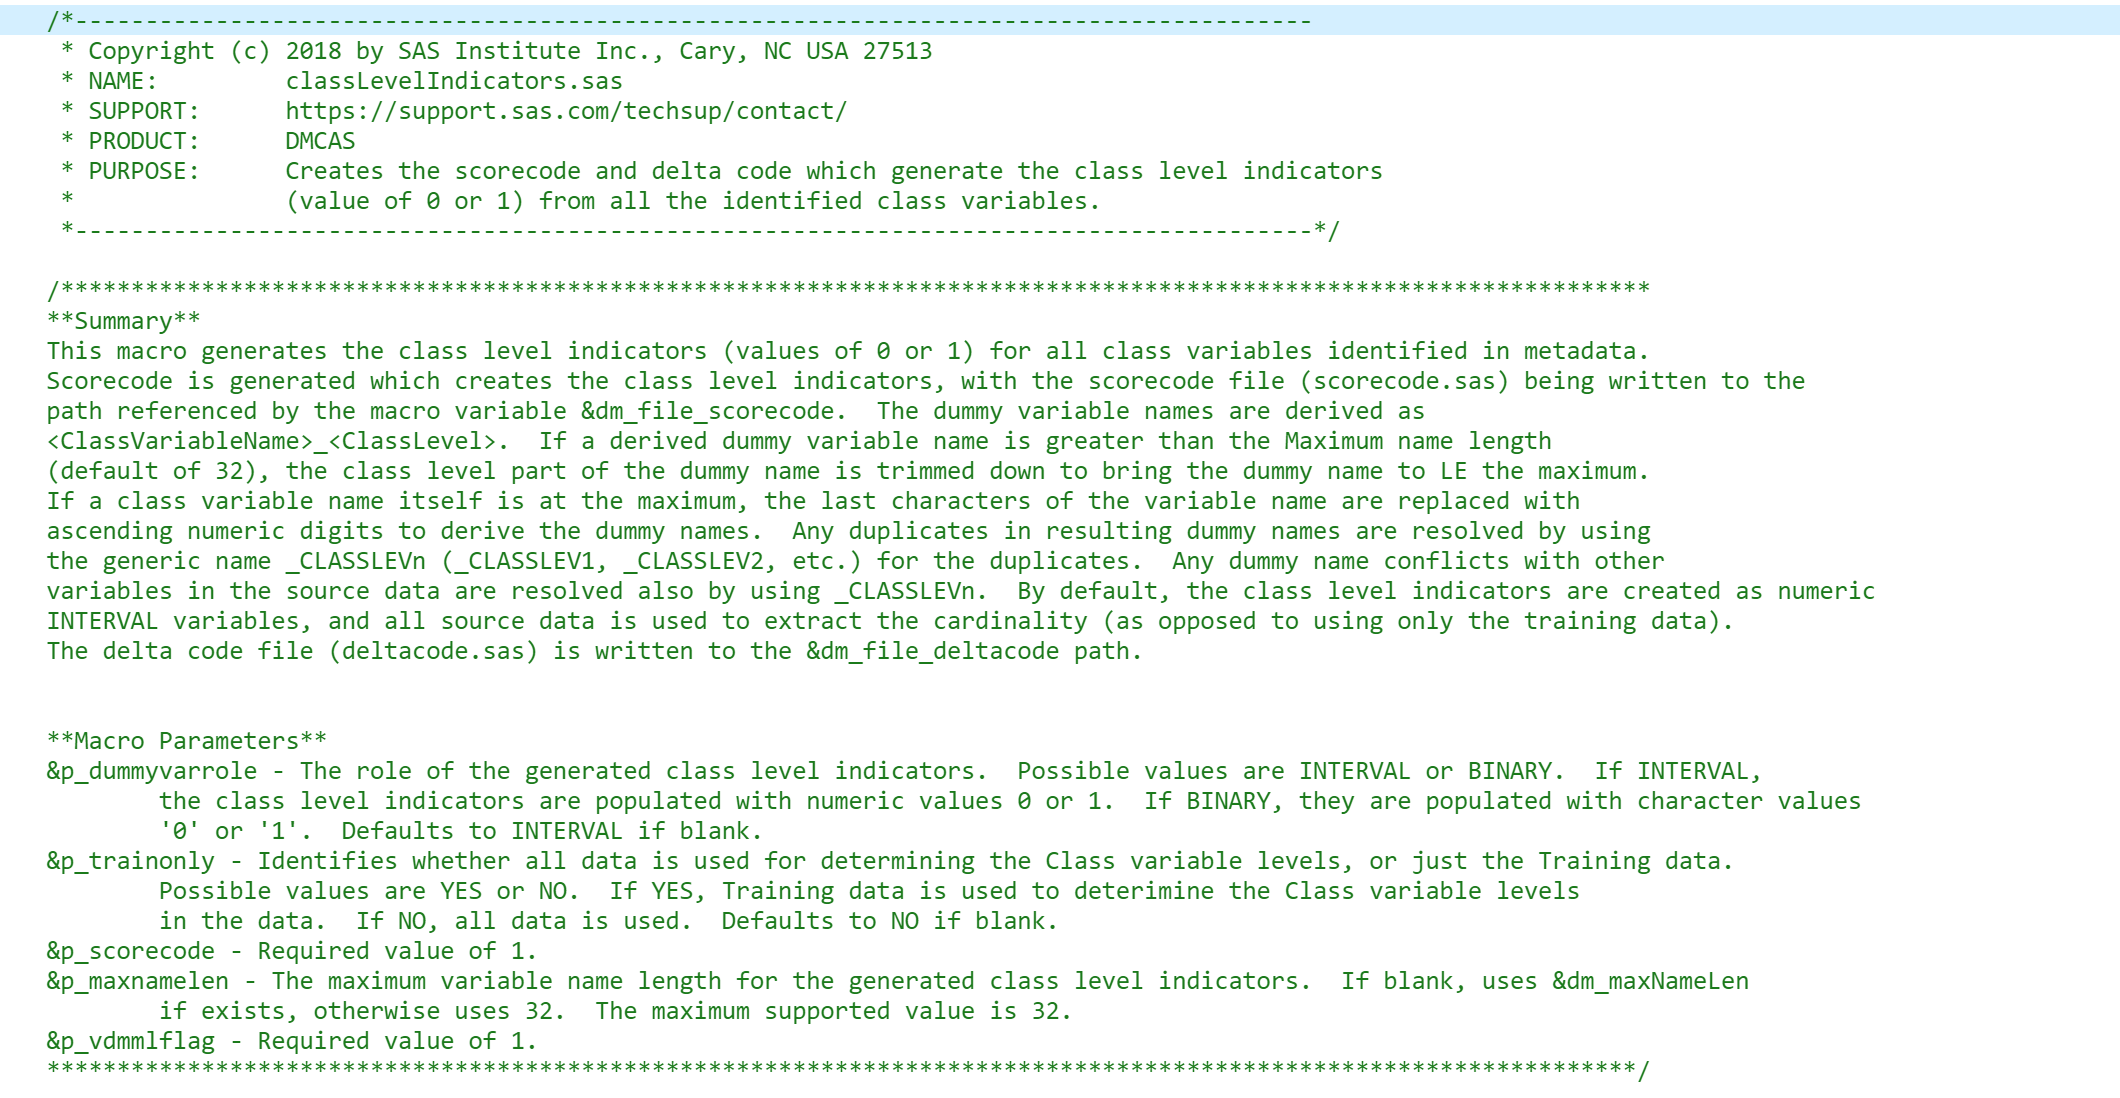 /*----------------------------------------------------------------------------------------
 * Copyright (c) 2018 by SAS Institute Inc., Cary, NC USA 27513
 * NAME:         classLevelIndicators.sas
 * SUPPORT:      https://support.sas.com/techsup/contact/
 * PRODUCT:      DMCAS
 * PURPOSE:      Creates the scorecode and delta code which generate the class level indicators
 *               (value of 0 or 1) from all the identified class variables.
 *----------------------------------------------------------------------------------------*/
/*****************************************************************************************************************
**Summary**
This macro generates the class level indicators (values of 0 or 1) for all class variables identified in metadata.
Scorecode is generated which creates the class level indicators, with the scorecode file (scorecode.sas) being written to the
path referenced by the macro variable &dm_file_scorecode.  The dummy variable names are derived as
<ClassVariableName>_<ClassLevel>.  If a derived dummy variable name is greater than the Maximum name length
(default of 32), the class level part of the dummy name is trimmed down to bring the dummy name to LE the maximum.
If a class variable name itself is at the maximum, the last characters of the variable name are replaced with
ascending numeric digits to derive the dummy names.  Any duplicates in resulting dummy names are resolved by using
the generic name _CLASSLEVn (_CLASSLEV1, _CLASSLEV2, etc.) for the duplicates.  Any dummy name conflicts with other
variables in the source data are resolved also by using _CLASSLEVn.  By default, the class level indicators are created as numeric
INTERVAL variables, and all source data is used to extract the cardinality (as opposed to using only the training data).
The delta code file (deltacode.sas) is written to the &dm_file_deltacode path.
**Macro Parameters**
&p_dummyvarrole - The role of the generated class level indicators.  Possible values are INTERVAL or BINARY.  If INTERVAL,
        the class level indicators are populated with numeric values 0 or 1.  If BINARY, they are populated with character values
        '0' or '1'.  Defaults to INTERVAL if blank.
&p_trainonly - Identifies whether all data is used for determining the Class variable levels, or just the Training data.
        Possible values are YES or NO.  If YES, Training data is used to deterimine the Class variable levels
        in the data.  If NO, all data is used.  Defaults to NO if blank.
&p_scorecode - Required value of 1.
&p_maxnamelen - The maximum variable name length for the generated class level indicators.  If blank, uses &dm_maxNameLen
        if exists, otherwise uses 32.  The maximum supported value is 32.
&p_vdmmlflag - Required value of 1.
*****************************************************************************************************************/